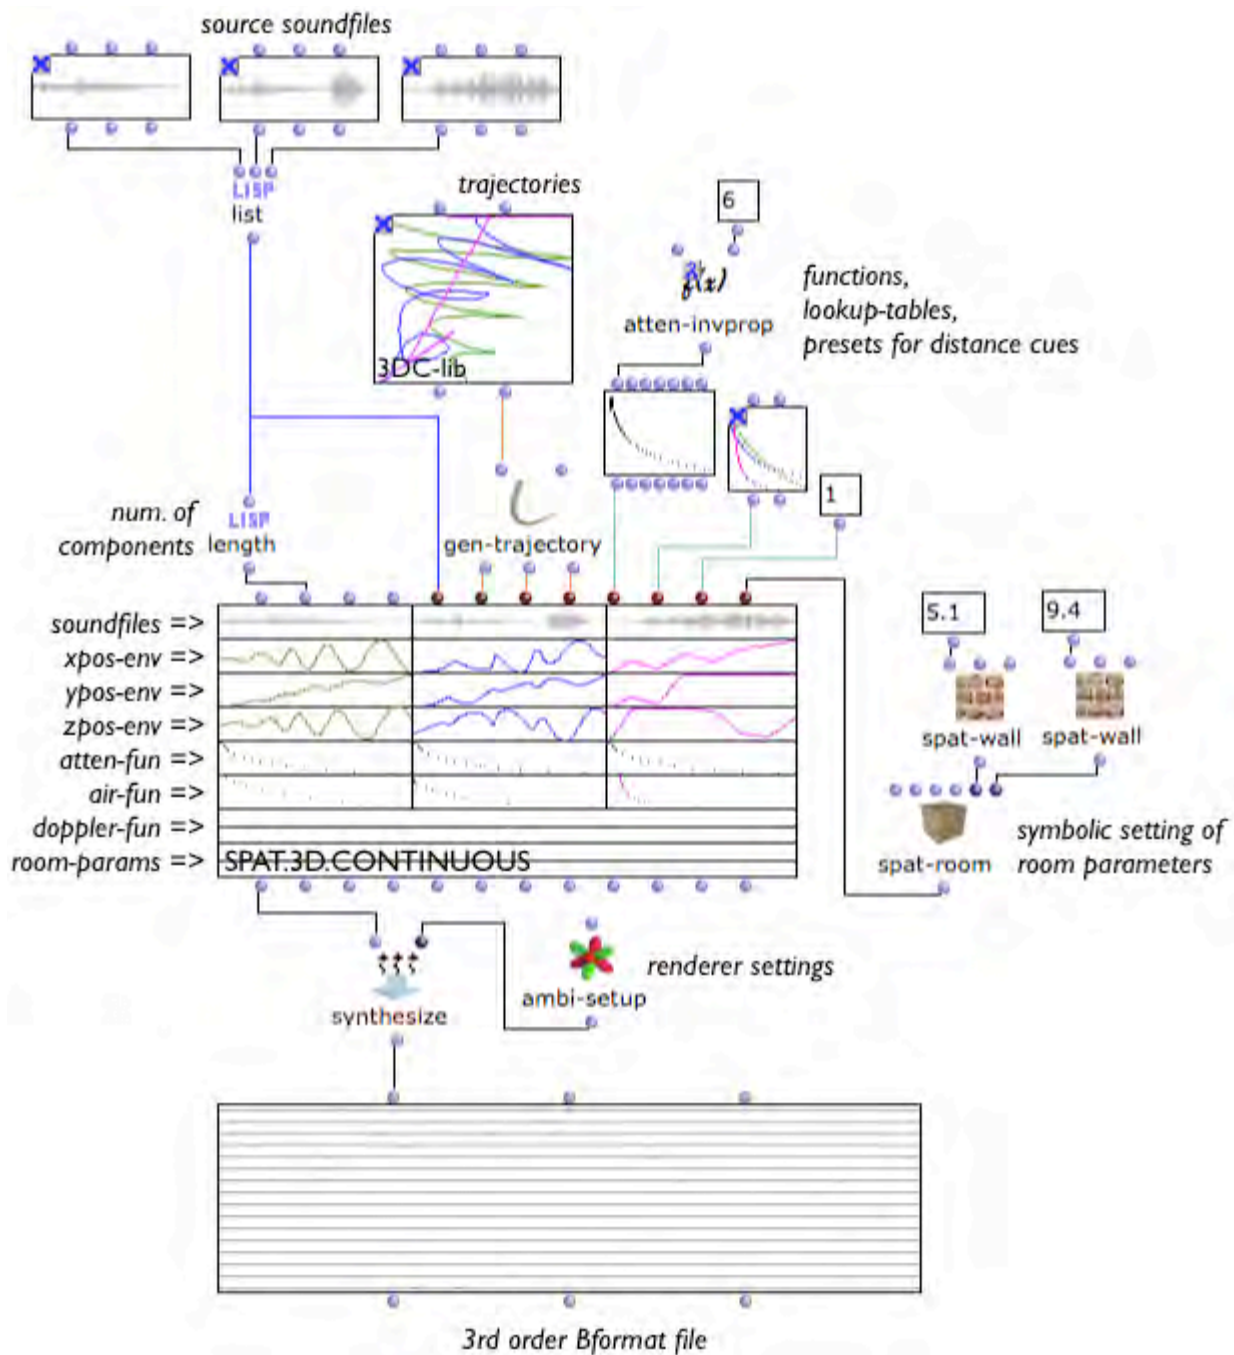 source soundfiles
LISP
list
trajectories
3DC-lib
6
f(x)
atten-invprop
functions,
lookup-tables,
presets for distance cues
1
num. of
components
LISP
length
gen-trajectory
soundfiles =>
xpos-env =>
ypos-env =>
zpos-env =>
atten-fun =>
air-fun =>
doppler-fun =>
room-params =>
SPAT.3D.CONTINUOUS
5.1
9.4
spat-wall
spat-wall
spat-room
symbolic setting of
room parameters
synthesize
ambi-setup
renderer settings
3rd order Bformat file